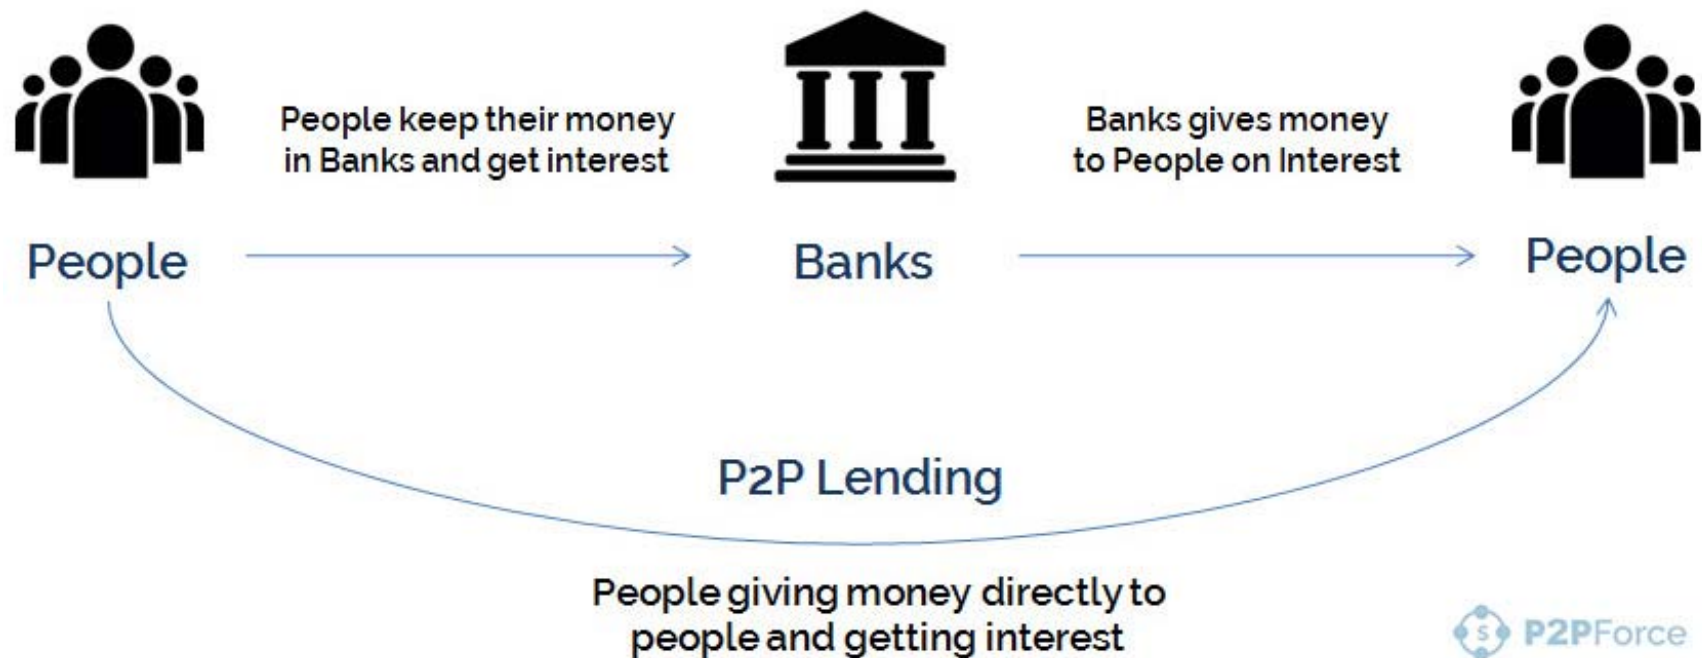 People keep their money
in Banks and get interest
Banks gives money
to People on Interest
People
Banks
People
P2P Lending
People giving money directly to
people and getting interest
S P2PForce